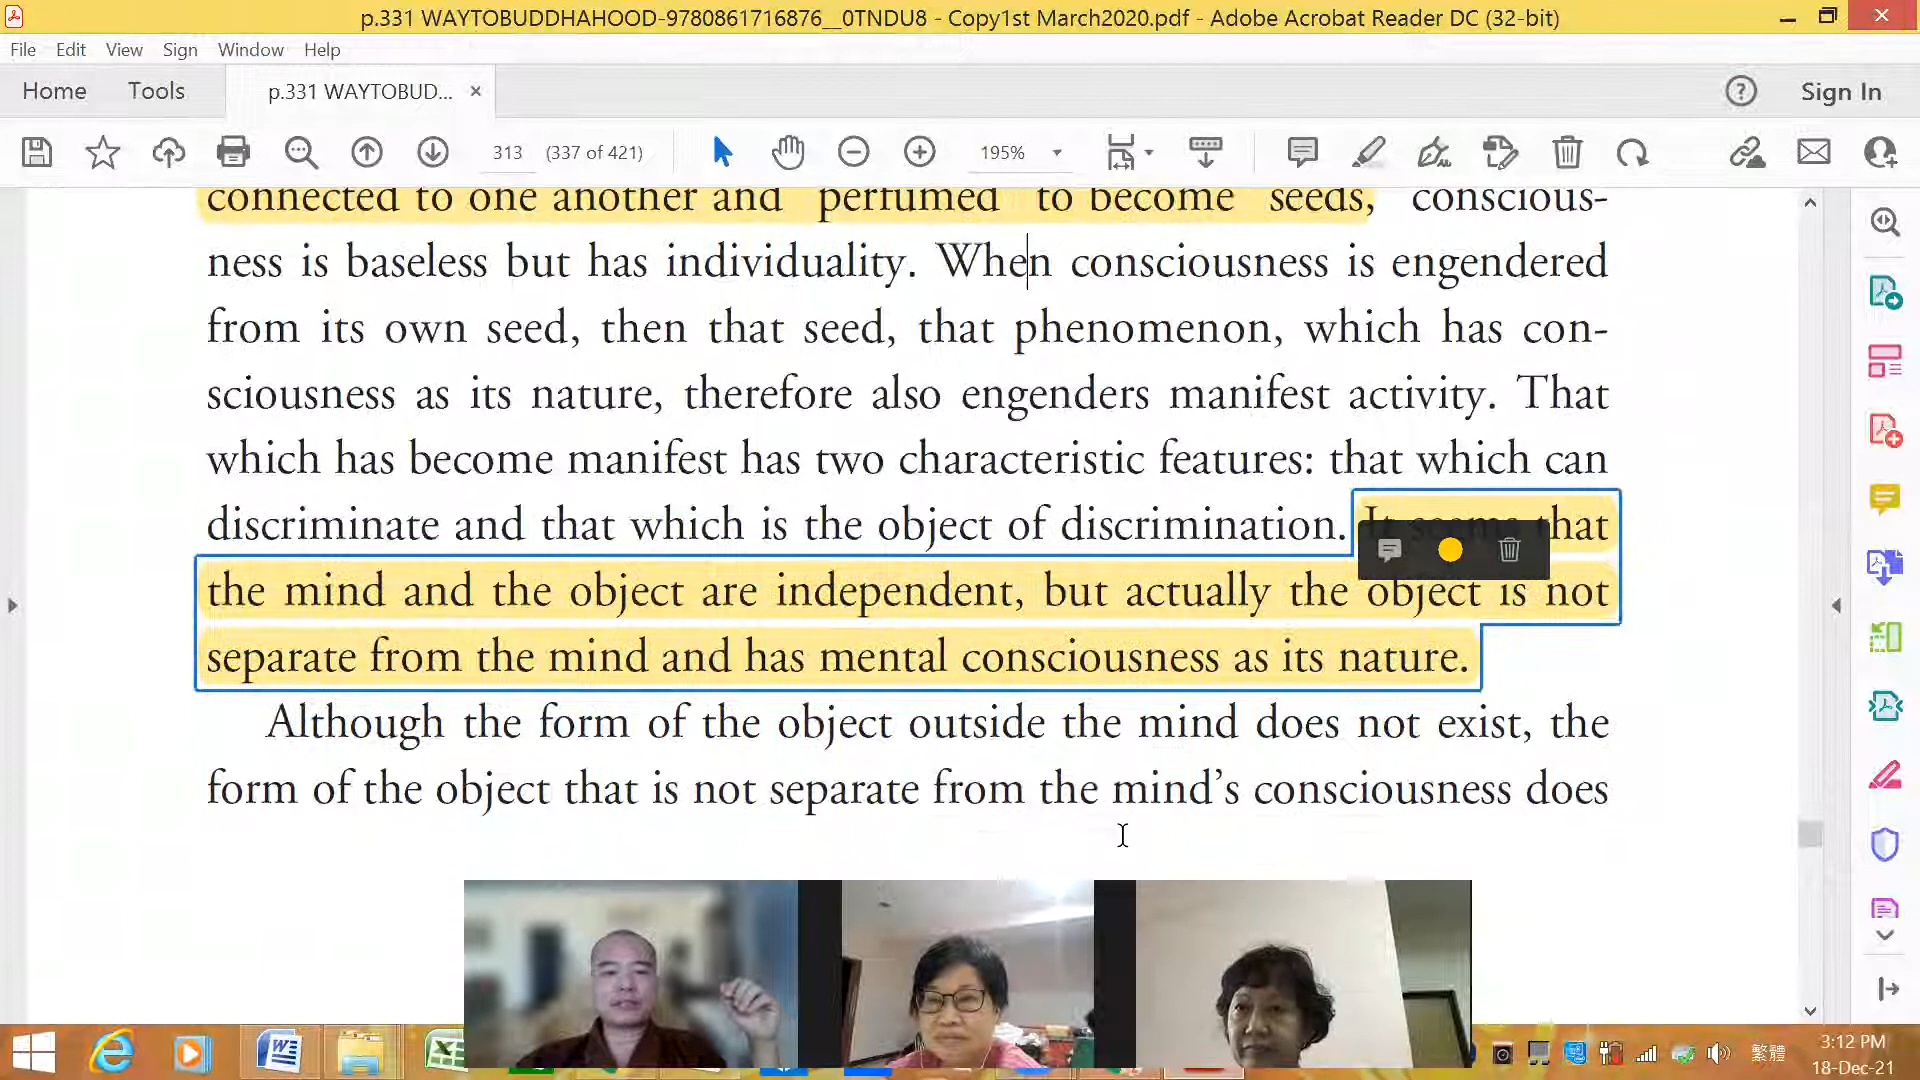 p.331 WAYTOBUDDHAHOOD-9780861716876__0TNDU8 - Copy1st March2020.pdf - Adobe Acrobat Reader DC (32-bit)
File Edit View Sign Window Help
Home Tools p.331 WAYTOBUD... × Sign In
313 (337 of 421) 195%
connected to one another and "perfumed" to become "seeds," conscious-
ness is baseless but has individuality. When consciousness is engendered
from its own seed, then that seed, that phenomenon, which has con-
sciousness as its nature, therefore also engenders manifest activity. That
which has become manifest has two characteristic features: that which can
discriminate and that which is the object of discrimination. It seems that
the mind and the object are independent, but actually the object is not
separate from the mind and has mental consciousness as its nature.
Although the form of the object outside the mind does not exist, the
form of the object that is not separate from the mind's consciousness does
繁體
3:12 PM
18-Dec-21